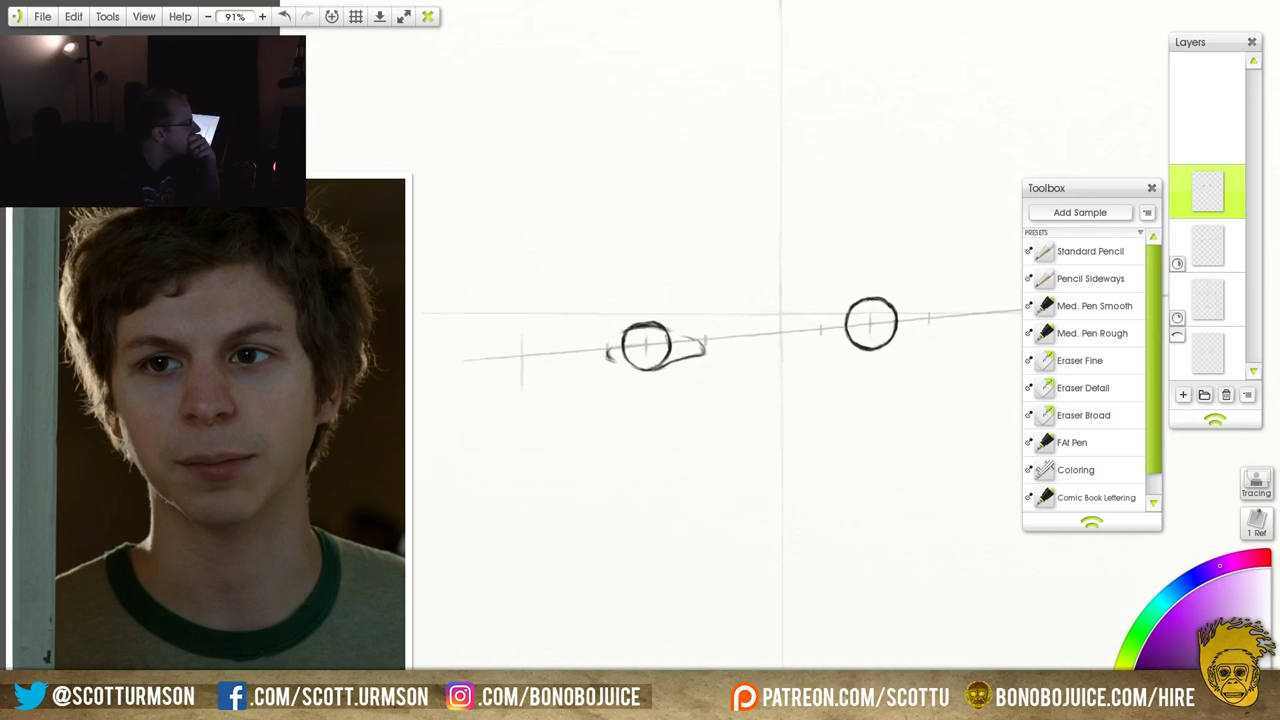 File Edit Tools View Help 91%
Layers
Toolbox
Add Sample
PRESETS
Standard Pencil
Pencil Sideways
Med. Pen Smooth
Med. Pen Rough
Eraser Fine
Eraser Detail
Eraser Broad
FAt Pen
Coloring
Comic Book Lettering
Tracing
1 Ref
@SCOTTURMSON .COM/SCOTT.URMSON .COM/BONOBOJUICE PATREON.COM/SCOTTU BONOBOJUICE.COM/HIRE